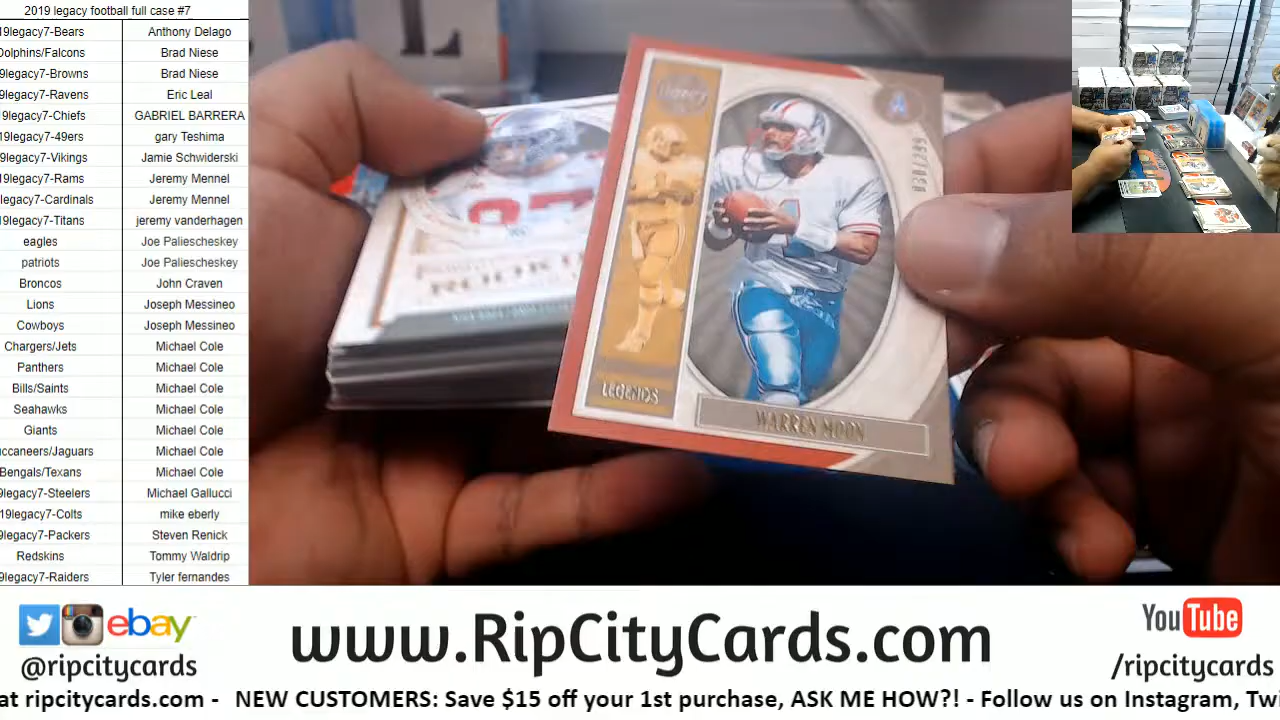 2019 legacy football full case #7
19legacy7-Bears Anthony Delago
Dolphins/Falcons Brad Niese
9legacy7-Browns Brad Niese
9legacy7-Ravens Eric Leal
9legacy7-Chiefs GABRIEL BARRERA
19legacy7-49ers gary Teshima
9legacy7-Vikings Jamie Schwiderski
19legacy7-Rams Jeremy Mennel
legacy7-Cardinals Jeremy Mennel
19legacy7-Titans jeremy vanderhagen
eagles Joe Paliescheskey
patriots Joe Paliescheskey
Broncos John Craven
Lions Joseph Messineo
Cowboys Joseph Messineo
Chargers/Jets Michael Cole
Panthers Michael Cole
Bills/Saints Michael Cole
Seahawks Michael Cole
Giants Michael Cole
uccaneers/Jaguars Michael Cole
Bengals/Texans Michael Cole
9legacy7-Steelers Michael Gallucci
19legacy7-Colts mike eberly
9legacy7-Packers Steven Renick
Redskins Tommy Waldrip
9legacy7-Raiders Tyler fernandes
legacy
1
LEGENDS
WARREN MOON
87
ebay
@ripcitycards
www.RipCityCards.com
YouTube
/ripcitycards
at ripcitycards.com - NEW CUSTOMERS: Save $15 off your 1st purchase, ASK ME HOW?! - Follow us on Instagram, Twi